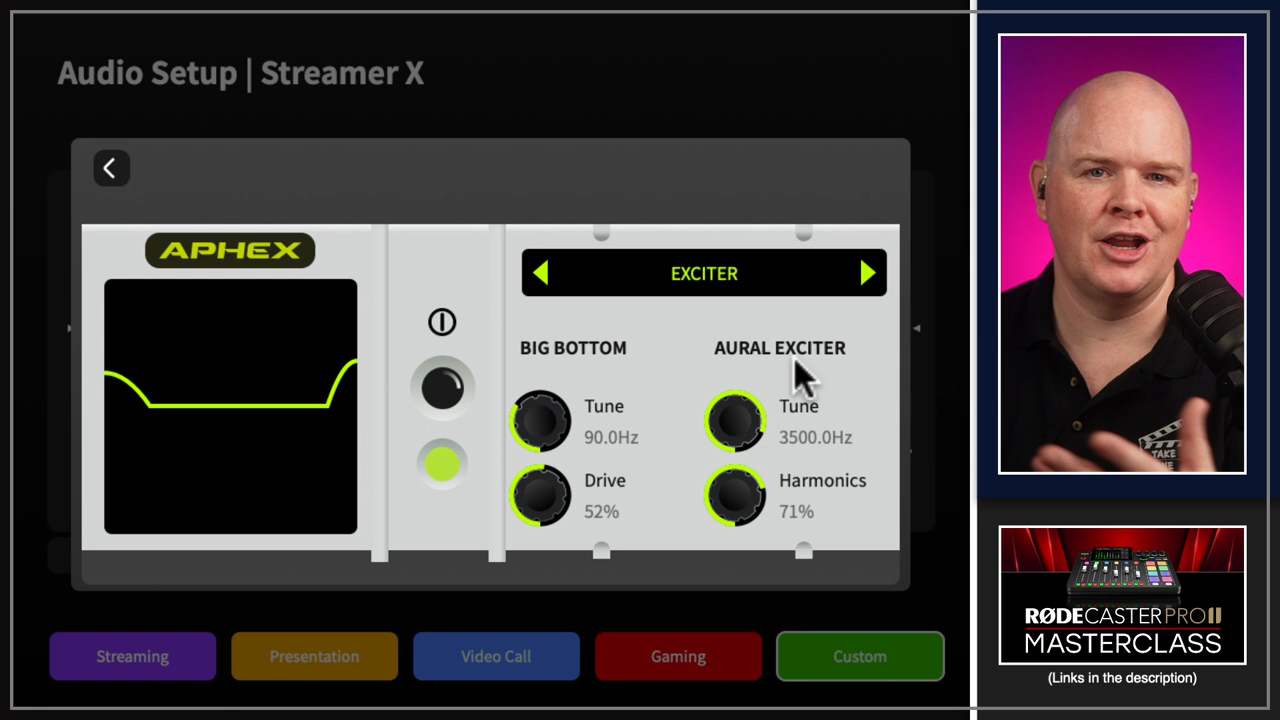 Audio Setup | Streamer X
APHEX
EXCITER
BIG BOTTOM
AURAL EXCITER
Tune
90.0Hz
Tune
3500.0Hz
Drive
52%
Harmonics
71%
Streaming
Presentation
Video Call
Gaming
Custom
TAKE
RØDECASTER PRO II
MASTERCLASS
(Links in the description)